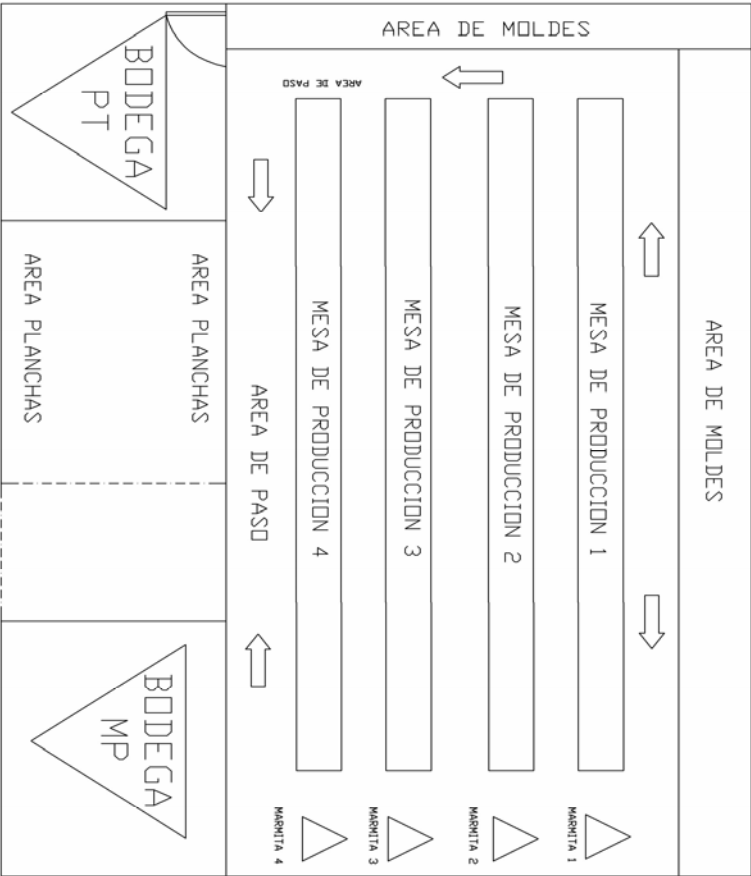 AREA DE MOLDES
AREA DE PASO
BODEGA
PT
AREA PLANCHAS
AREA PLANCHAS
AREA DE PASO
MESA DE PRODUCCION 4
MESA DE PRODUCCION 3
MESA DE PRODUCCION 2
MESA DE PRODUCCION 1
AREA DE MOLDES
BODEGA
MP
MARMITA 4
MARMITA 3
MARMITA 2
MARMITA 1